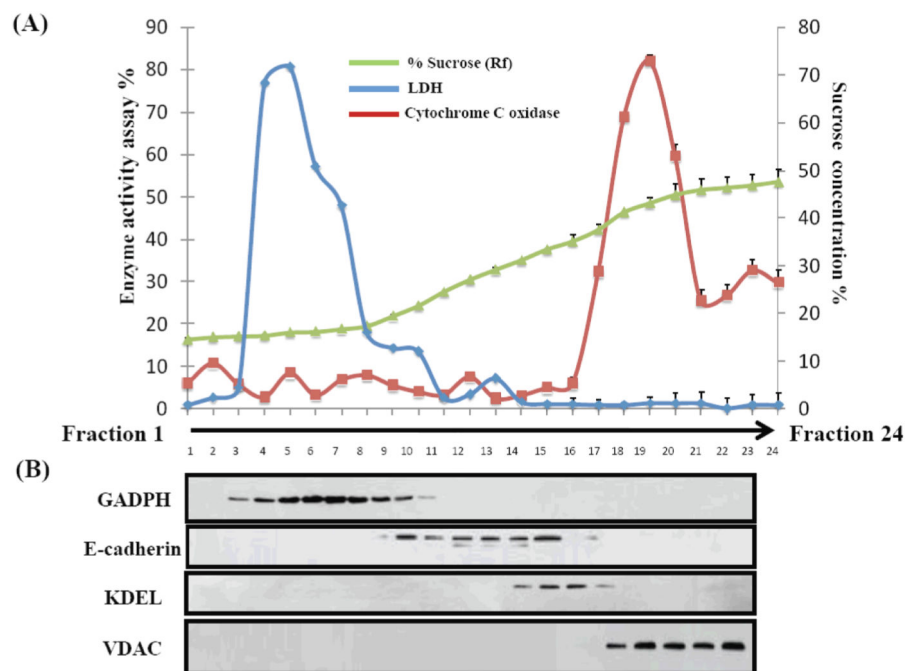 (A)
90
80
70
60
50
40
30
20
10
0
Enzyme activity assay %
% Sucrose (Rf)
LDH
Cytochrome C oxidase
80
70
60
50
40
30
20
10
0
Sucrose concentration %
Fraction 1
Fraction 24
1 2 3 4 5 6 7 8 9 10 11 12 13 14 15 16 17 18 19 20 21 22 23 24
(B)
GADPH
E-cadherin
KDEL
VDAC